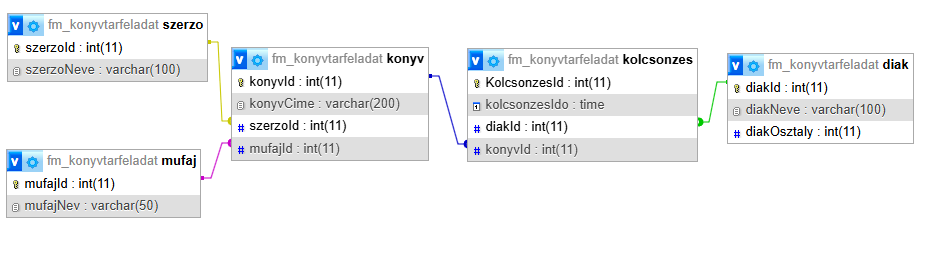 fm_konyvtarfeladat szerzo
szerzoId : int(11)
szerzoNeve : varchar(100)
fm_konyvtarfeladat mufaj
mufajId : int(11)
mufajNev : varchar(50)
fm_konyvtarfeladat konyv
konyvId : int(11)
konyvCime : varchar(200)
szerzoId : int(11)
mufajId : int(11)
fm_konyvtarfeladat kolcsonzes
KolcsonzesId : int(11)
kolcsonzesIdo : time
diakId : int(11)
konyvId : int(11)
fm_konyvtarfeladat diak
diakId : int(11)
diakNeve : varchar(100)
diakOsztaly : int(11)